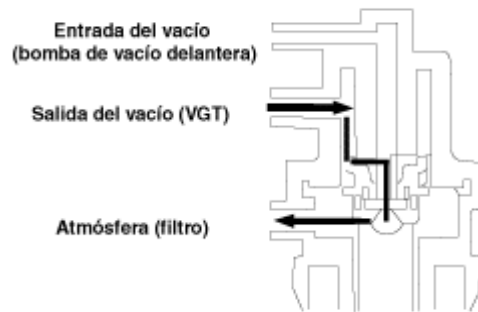 Entrada del vacío
(bomba de vacío delantera)
Salida del vacío (VGT)
Atmósfera (filtro)